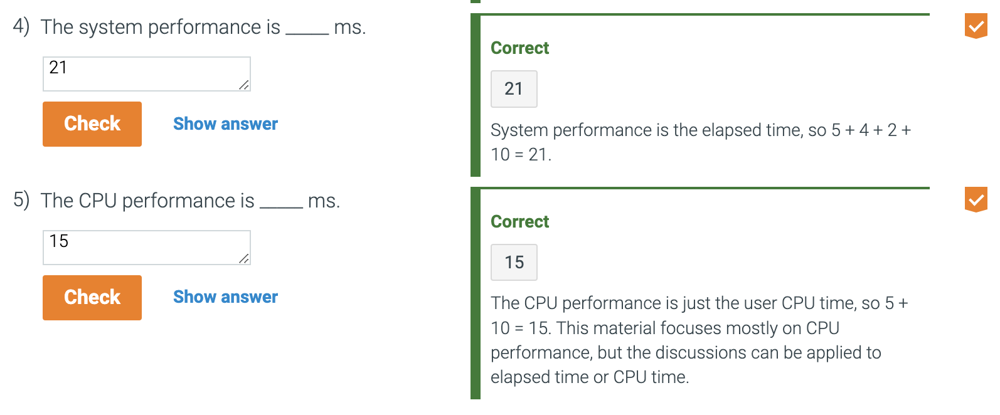 4) The system performance is _____ ms.
21
Check Show answer
Correct
21
System performance is the elapsed time, so 5 + 4 + 2 +
10 = 21.
5) The CPU performance is _____ ms.
15
Check Show answer
Correct
15
The CPU performance is just the user CPU time, so 5 +
10 = 15. This material focuses mostly on CPU
performance, but the discussions can be applied to
elapsed time or CPU time.